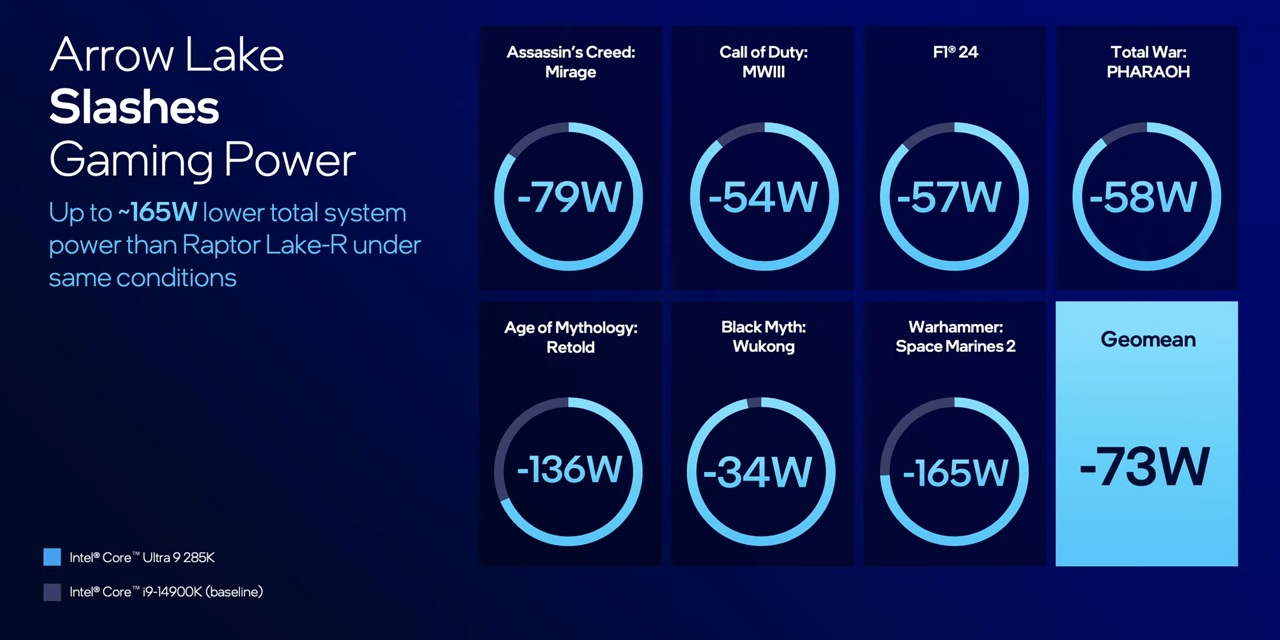 Arrow Lake
Slashes
Gaming Power
Up to ~165W lower total system
power than Raptor Lake-R under
same conditions
Assassin's Creed:
Mirage
-79W
Call of Duty:
MWIII
-54W
F1® 24
-57W
Total War:
PHARAOH
-58W
Age of Mythology:
Retold
-136W
Black Myth:
Wukong
-34W
Warhammer:
Space Marines 2
-165W
Geomean
-73W
Intel® Core™ Ultra 9 285K
Intel® Core™ i9-14900K (baseline)